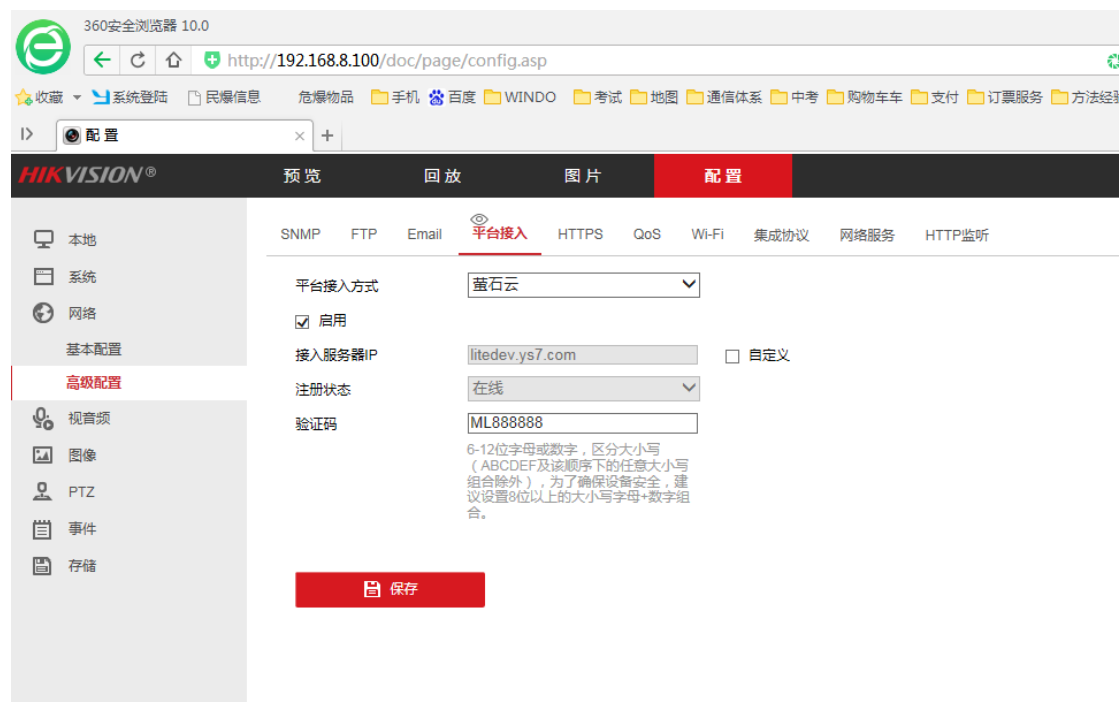 360安全浏览器 10.0
http://192.168.8.100/doc/page/config.asp
收藏 系统登陆 民爆信息 危爆物品 手机 百度 WINDO 考试 地图 通信体系 中考 购物车车 支付 订票服务 方法经
配置
HIKVISION® 预览 回放 图片 配置
本地
系统
网络
基本配置
高级配置
视音频
图像
PTZ
事件
存储
SNMP FTP Email 平台接入 HTTPS QoS Wi-Fi 集成协议 网络服务 HTTP监听
平台接入方式 萤石云
启用
接入服务器IP litedev.ys7.com 自定义
注册状态 在线
验证码 ML888888
6-12位字母或数字，区分大小写
（ABCDEF及该顺序下的任意大小写
组合除外），为了确保设备安全，建
议设置8位以上的大小写字母+数字组
合。
保存